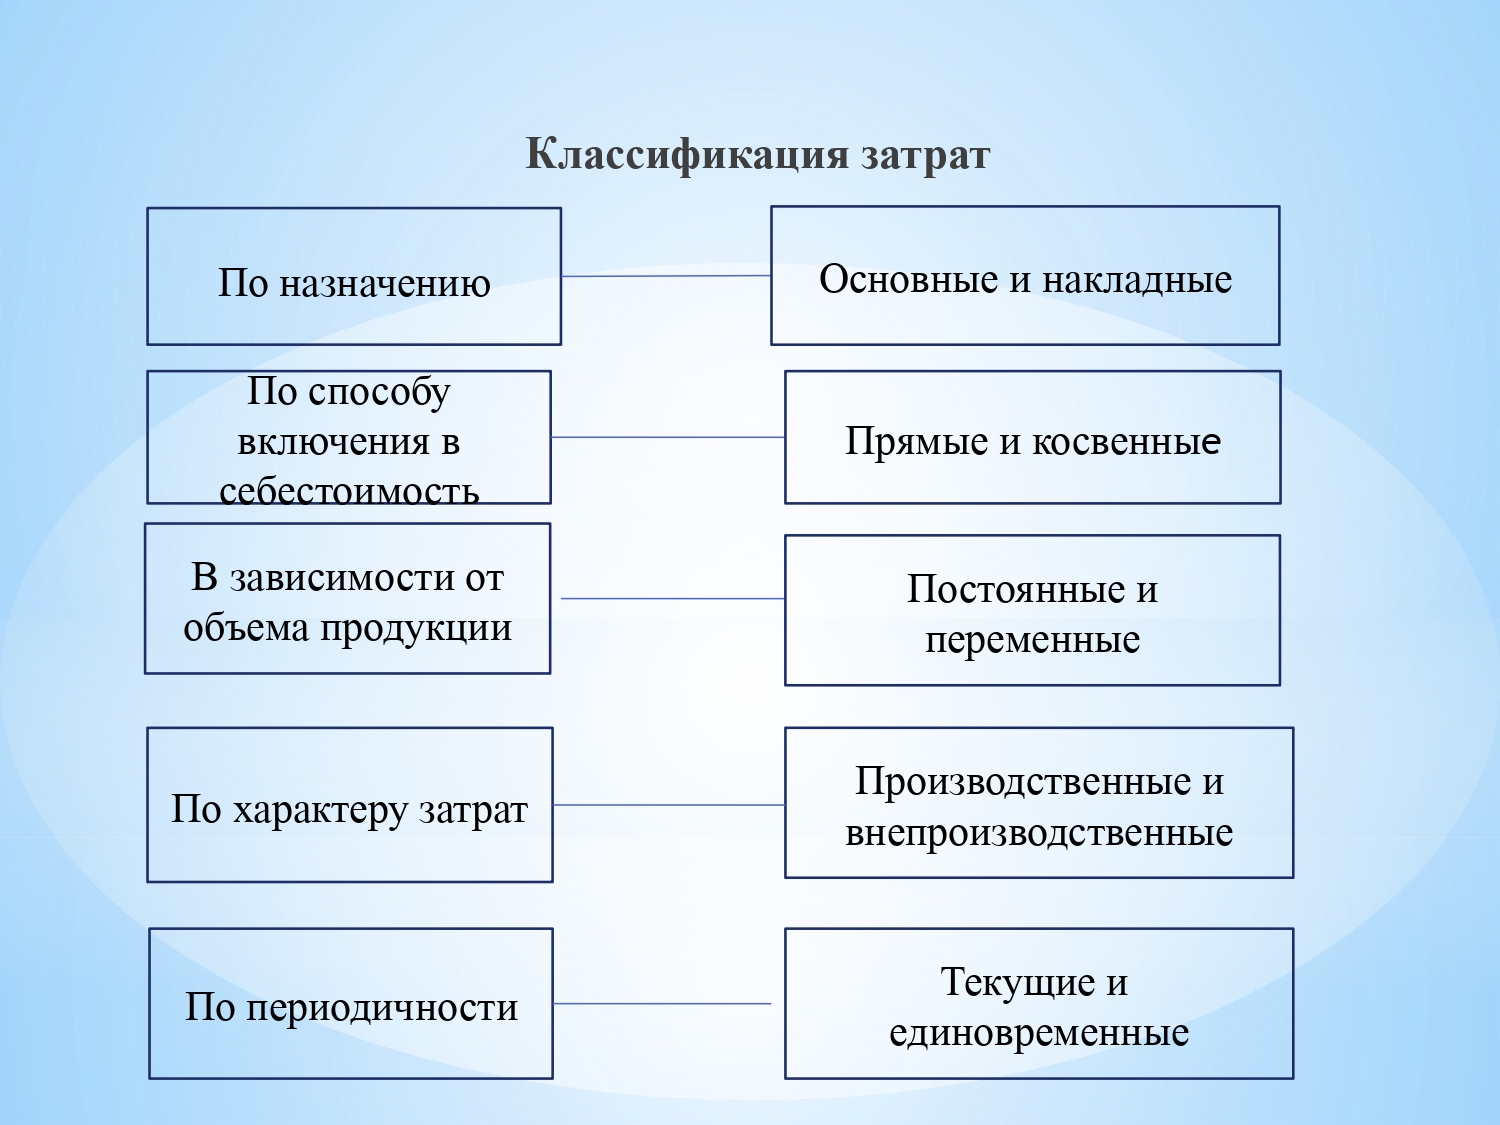 Классификация затрат
По назначению
Основные и накладные
По способу
включения в
себестоимость
Прямые и косвенные
В зависимости от
объема продукции
Постоянные и
переменные
По характеру затрат
Производственные и
внепроизводственные
По периодичности
Текущие и
единовременные